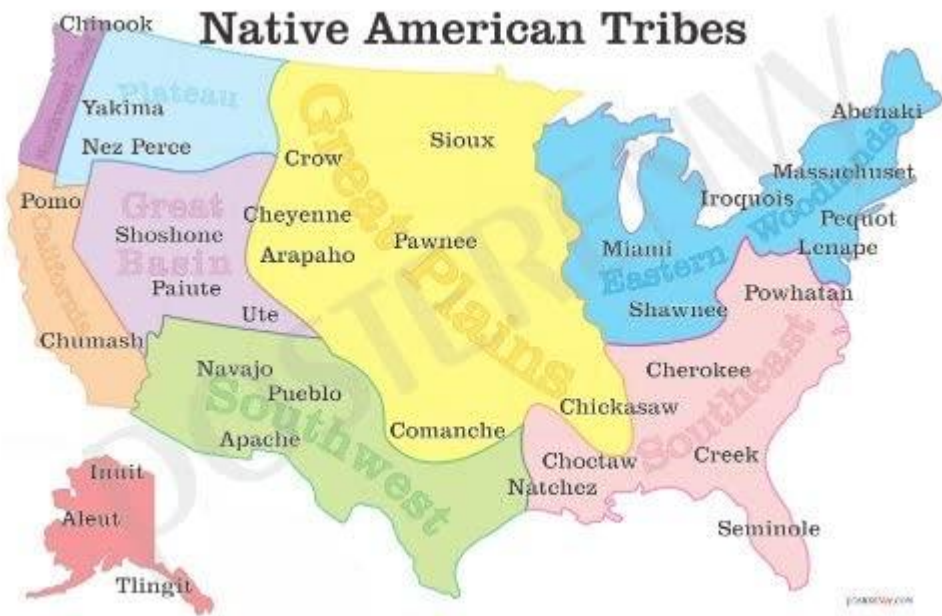 Native American Tribes
Chinook
Northwest Coast
Plateau
Yakima
Nez Perce
Great Plains
Sioux
Crow
Cheyenne
Arapaho
Pawnee
Comanche
Great Basin
Shoshone
Paiute
Ute
Pomo
California
Chumash
Navajo
Pueblo
Apache
Southwest
Eastern Woodlands
Abenaki
Massachuset
Iroquois
Pequot
Lenape
Miami
Shawnee
Powhatan
Southeast
Cherokee
Chickasaw
Choctaw
Creek
Natchez
Seminole
Inuit
Aleut
Tlingit